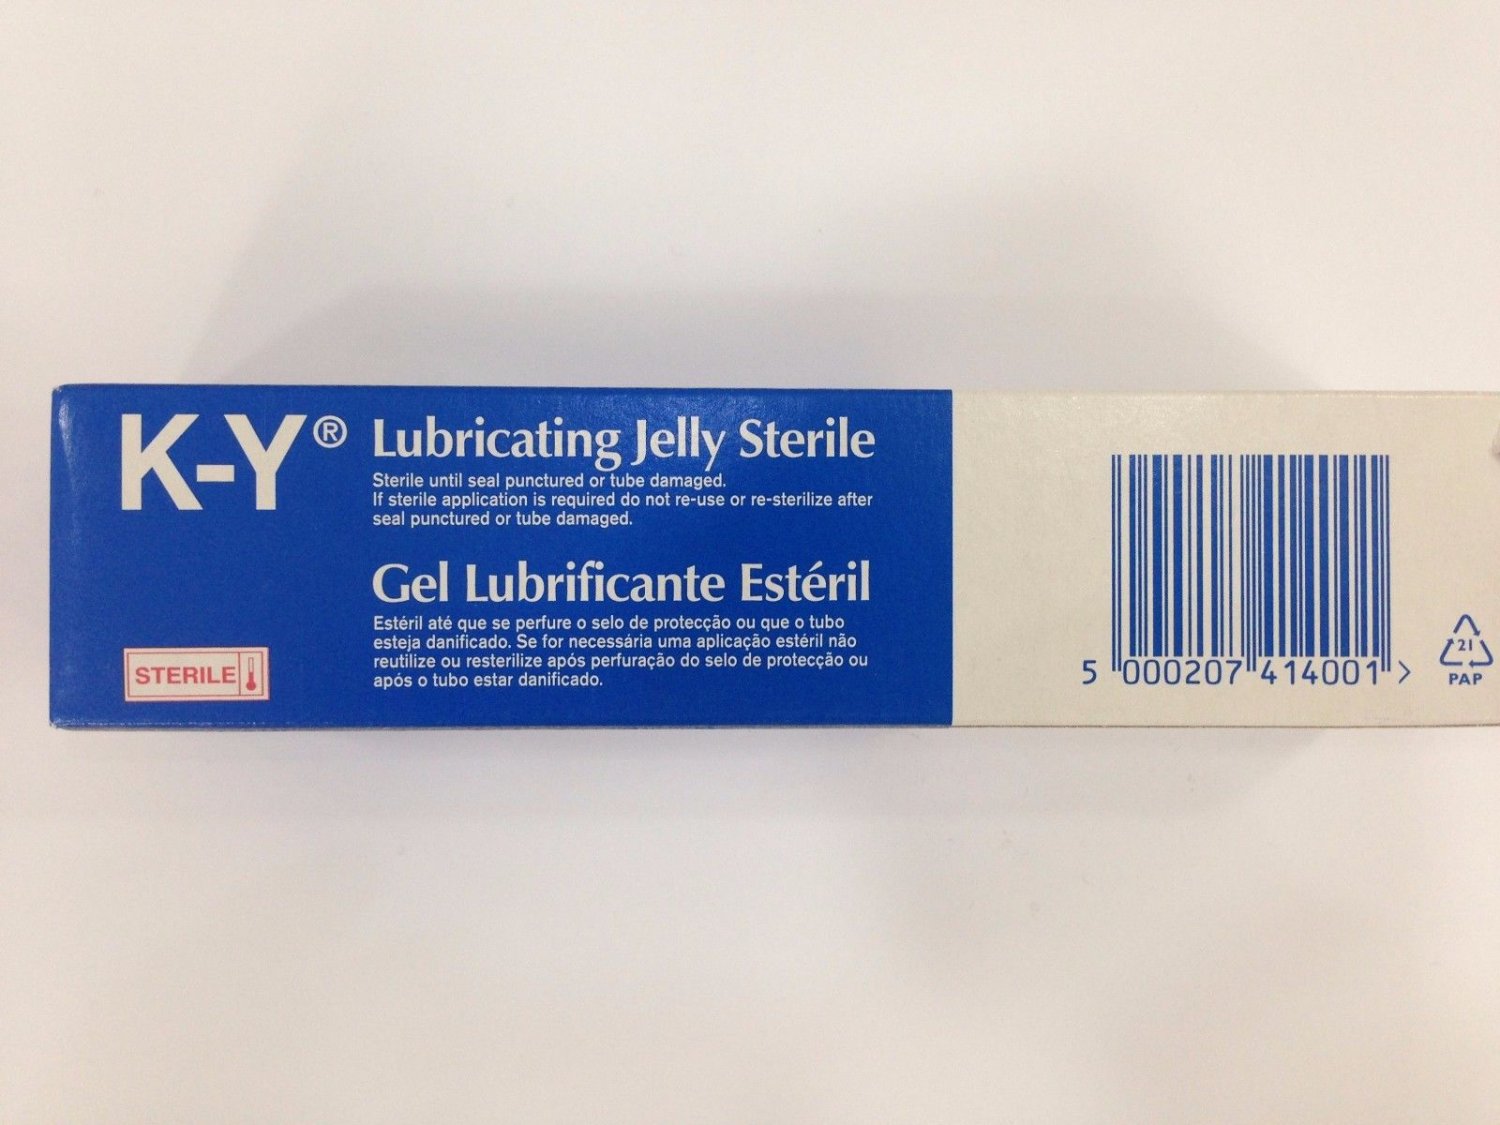 K-Y®
Lubricating Jelly Sterile
Sterile until seal punctured or tube damaged.
If sterile application is required do not re-use or re-sterilize after
seal punctured or tube damaged.
Gel Lubrificante Estéril
Estéril até que se perfure o selo de protecção ou que o tubo
esteja danificado. Se for necessária uma aplicação estéril não
reutilize ou resterilize após perfuração do selo de protecção ou
após o tubo estar danificado.
STERILE
5 000207 414001 >
21
PAP